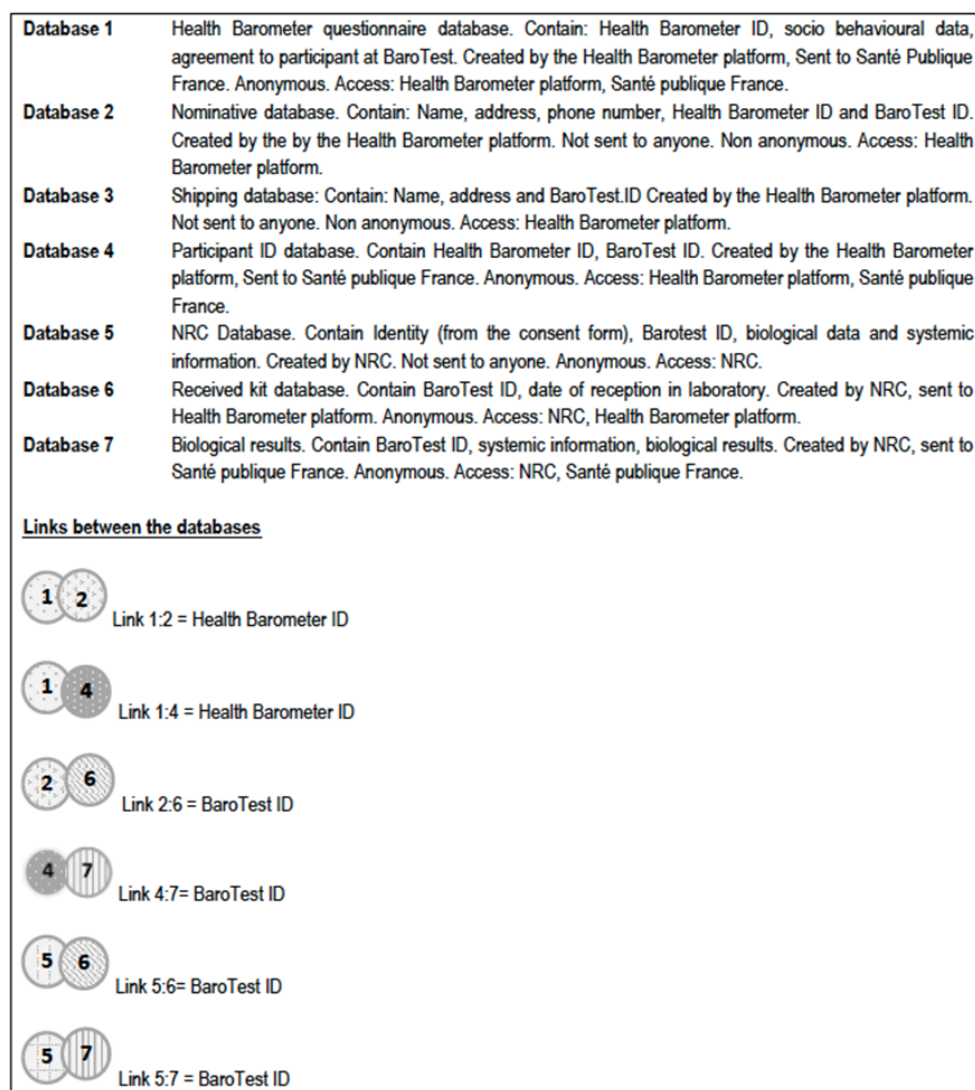 Database 1 Health Barometer questionnaire database. Contain: Health Barometer ID, socio behavioural data,
agreement to participant at BaroTest. Created by the Health Barometer platform, Sent to Santé Publique
France. Anonymous. Access: Health Barometer platform, Santé publique France.
Database 2 Nominative database. Contain: Name, address, phone number, Health Barometer ID and BaroTest ID.
Created by the by the Health Barometer platform. Not sent to anyone. Non anonymous. Access: Health
Barometer platform.
Database 3 Shipping database: Contain: Name, address and BaroTest.ID Created by the Health Barometer platform.
Not sent to anyone. Non anonymous. Access: Health Barometer platform.
Database 4 Participant ID database. Contain Health Barometer ID, BaroTest ID. Created by the Health Barometer
platform, Sent to Santé publique France. Anonymous. Access: Health Barometer platform, Santé publique
France.
Database 5 NRC Database. Contain Identity (from the consent form), Barotest ID, biological data and systemic
information. Created by NRC. Not sent to anyone. Anonymous. Access: NRC.
Database 6 Received kit database. Contain BaroTest ID, date of reception in laboratory. Created by NRC, sent to
Health Barometer platform. Anonymous. Access: NRC, Health Barometer platform.
Database 7 Biological results. Contain BaroTest ID, systemic information, biological results. Created by NRC, sent to
Santé publique France. Anonymous. Access: NRC, Santé publique France.
Links between the databases
1 2 Link 1:2 = Health Barometer ID
1 4 Link 1:4 = Health Barometer ID
2 6 Link 2:6 = BaroTest ID
4 7 Link 4:7= BaroTest ID
5 6 Link 5:6= BaroTest ID
5 7 Link 5:7 = BaroTest ID